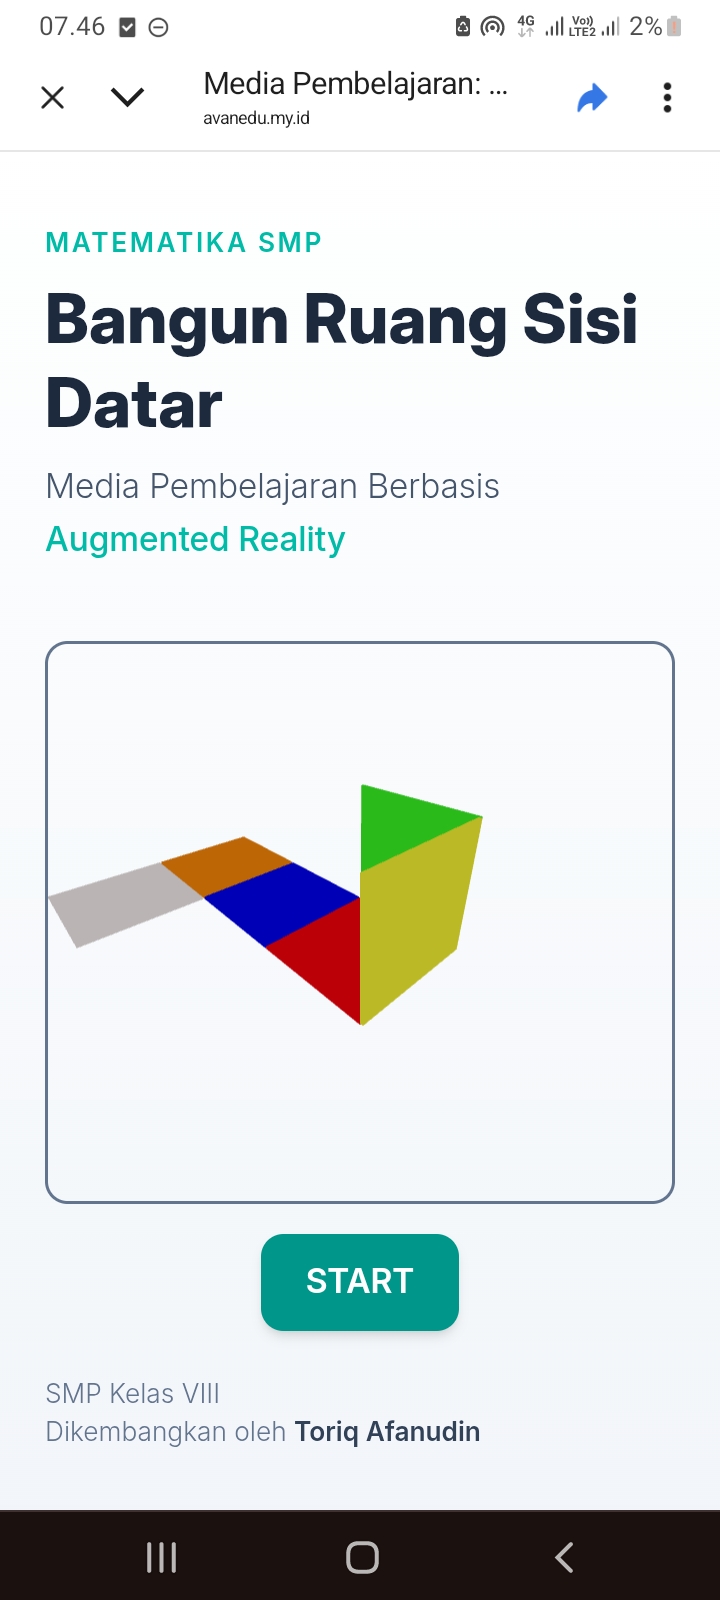 07.46
4G
Vo))
LTE2
2%
Media Pembelajaran: ...
avanedu.my.id
MATEMATIKA SMP
Bangun Ruang Sisi
Datar
Media Pembelajaran Berbasis
Augmented Reality
START
SMP Kelas VIII
Dikembangkan oleh Toriq Afanudin